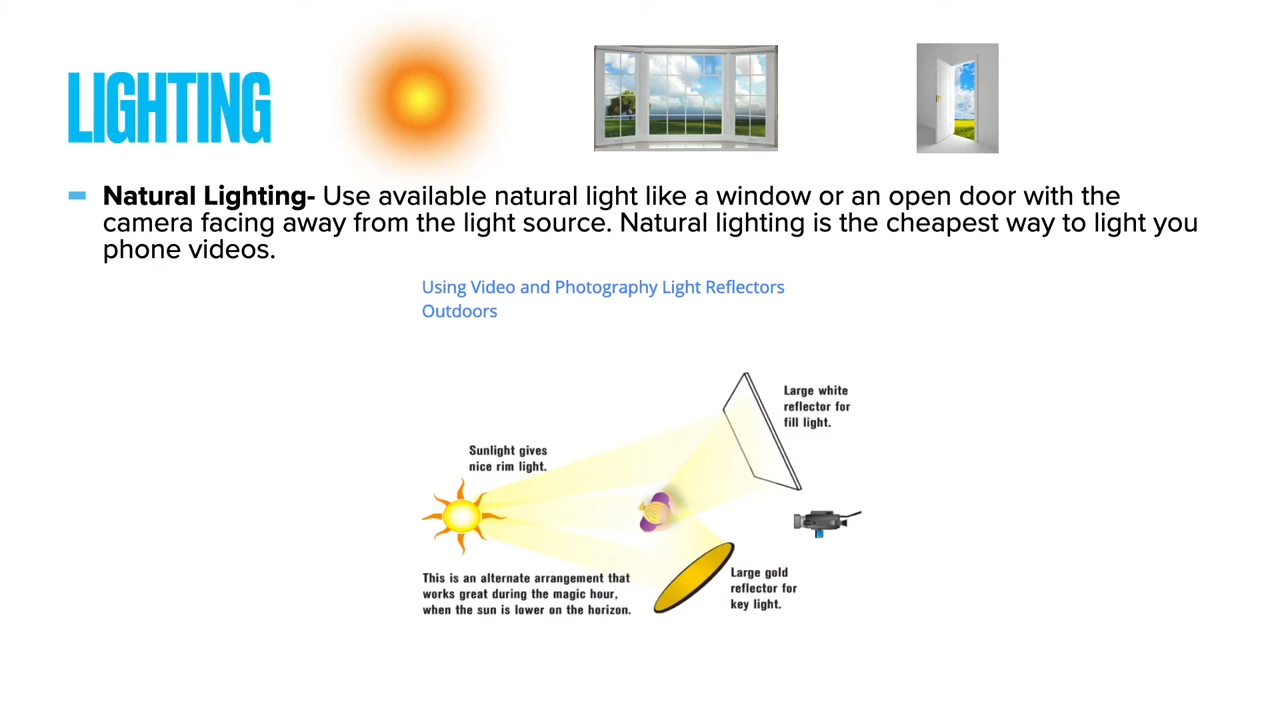 LIGHTING
Natural Lighting- Use available natural light like a window or an open door with the
camera facing away from the light source. Natural lighting is the cheapest way to light you
phone videos.
Using Video and Photography Light Reflectors
Outdoors
Large white
reflector for
fill light.
Sunlight gives
nice rim light.
This is an alternate arrangement that
works great during the magic hour,
when the sun is lower on the horizon.
Large gold
reflector for
key light.